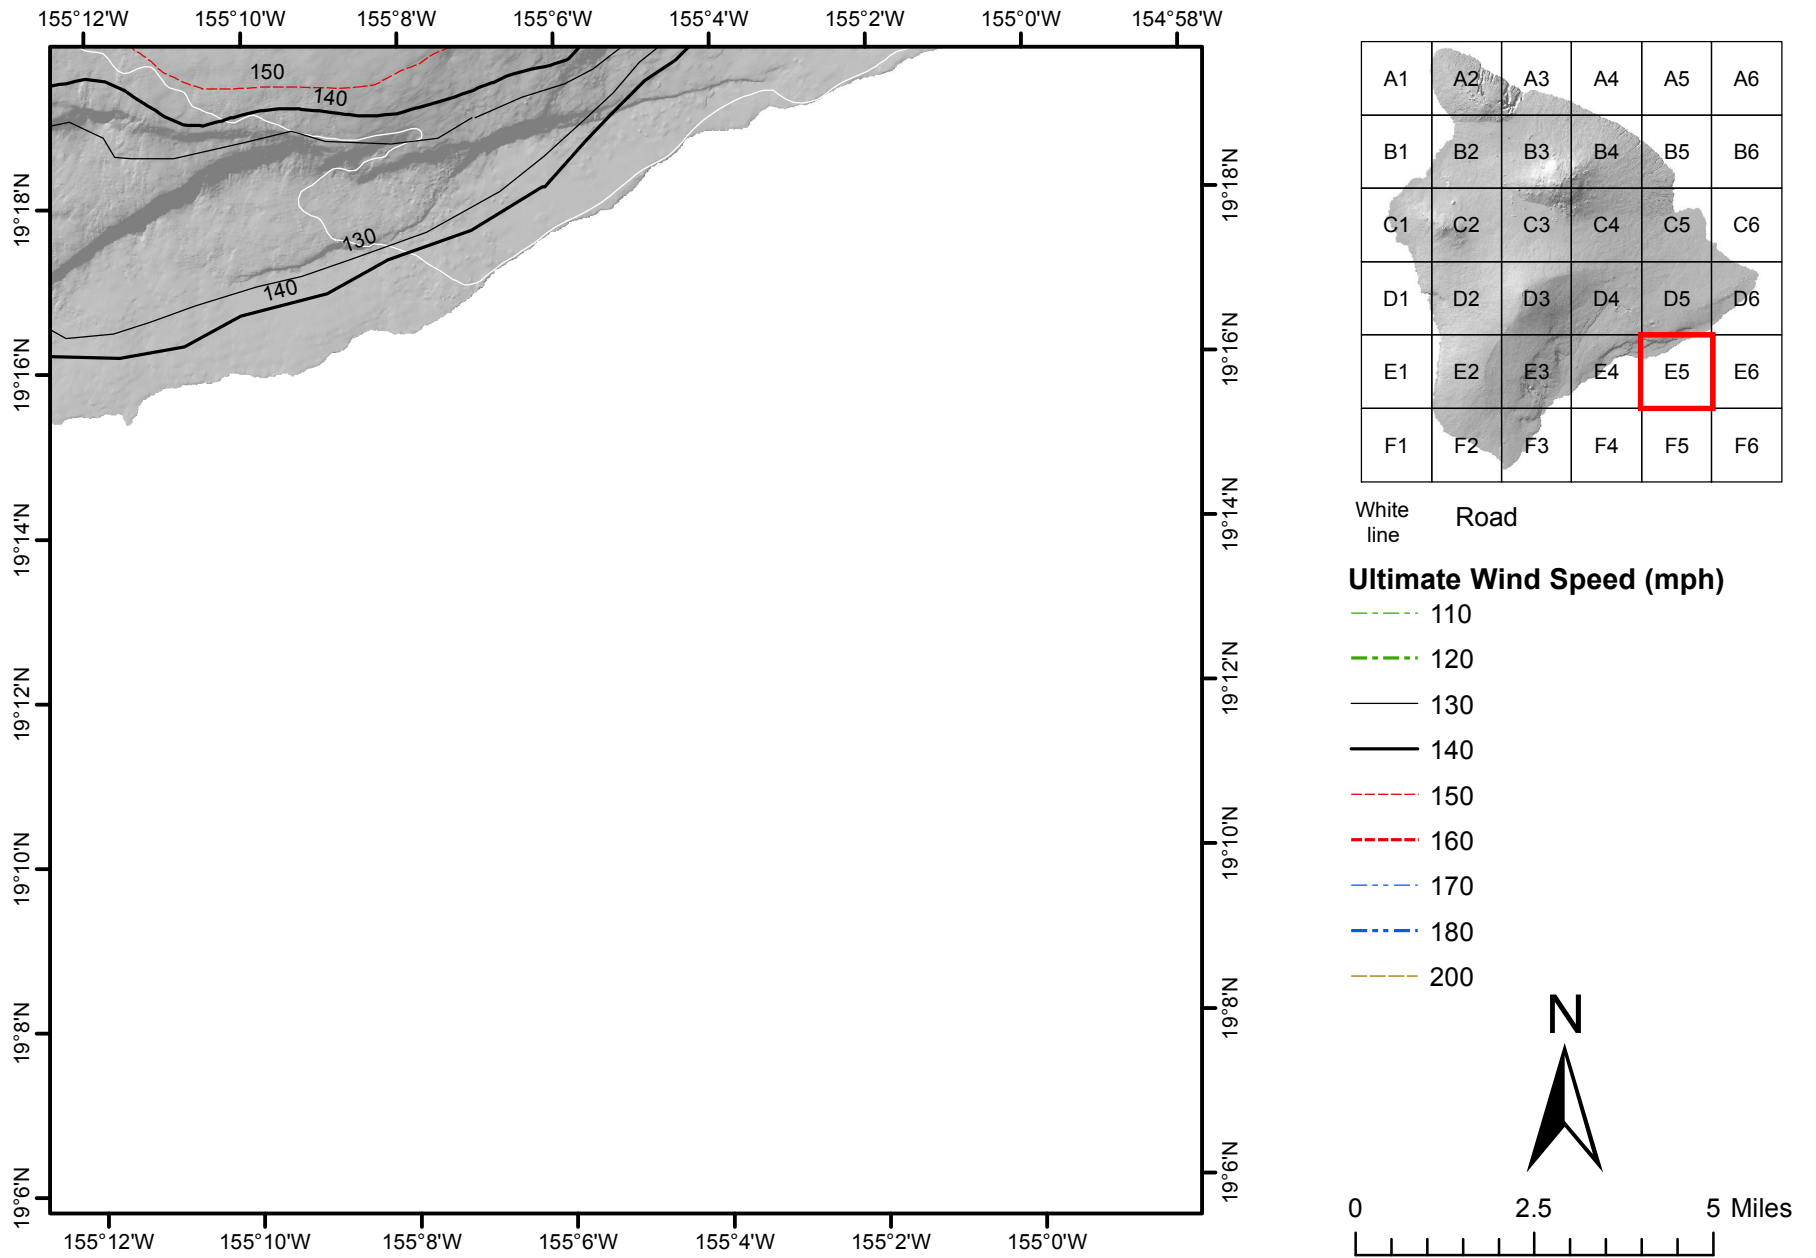 155°12'W 155°10'W 155°8'W 155°6'W 155°4'W 155°2'W 155°0'W 154°58'W
150
140
130
140
19°18'N
19°16'N
19°14'N
19°12'N
19°10'N
19°8'N
19°6'N
19°18'N
19°16'N
19°14'N
19°12'N
19°10'N
19°8'N
19°6'N
155°12'W 155°10'W 155°8'W 155°6'W 155°4'W 155°2'W 155°0'W
A1 A2 A3 A4 A5 A6
B1 B2 B3 B4 B5 B6
C1 C2 C3 C4 C5 C6
D1 D2 D3 D4 D5 D6
E1 E2 E3 E4 E5 E6
F1 F2 F3 F4 F5 F6
White
line
Road
Ultimate Wind Speed (mph)
110
120
130
140
150
160
170
180
200
N
0 2.5 5 Miles